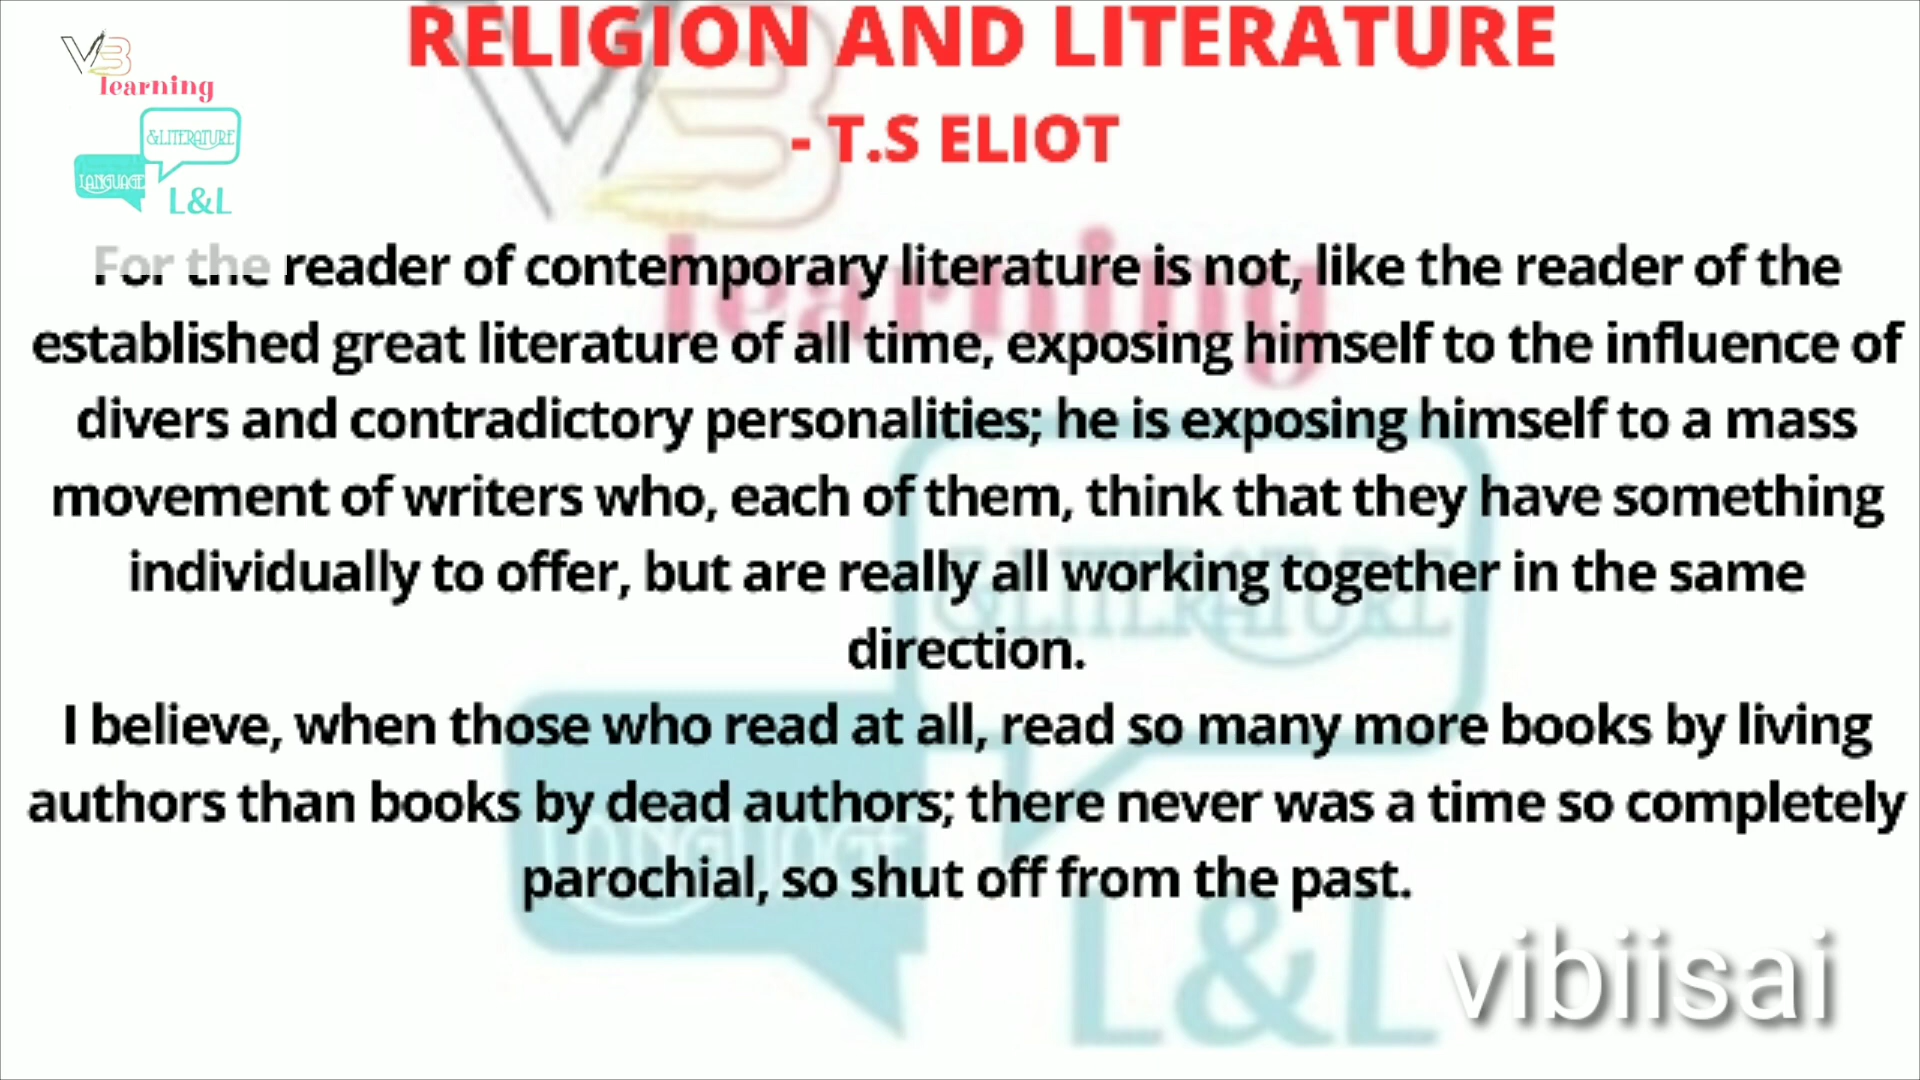 RELIGION AND LITERATURE
- T.S ELIOT
V3
learning
&LITERATURE
LANGUAGE
L&L
For the reader of contemporary literature is not, like the reader of the
established great literature of all time, exposing himself to the influence of
divers and contradictory personalities; he is exposing himself to a mass
movement of writers who, each of them, think that they have something
individually to offer, but are really all working together in the same
direction.
I believe, when those who read at all, read so many more books by living
authors than books by dead authors; there never was a time so completely
parochial, so shut off from the past.
V3
learning
&LITERATURE
LANGUAGE
L&L
vibiisai